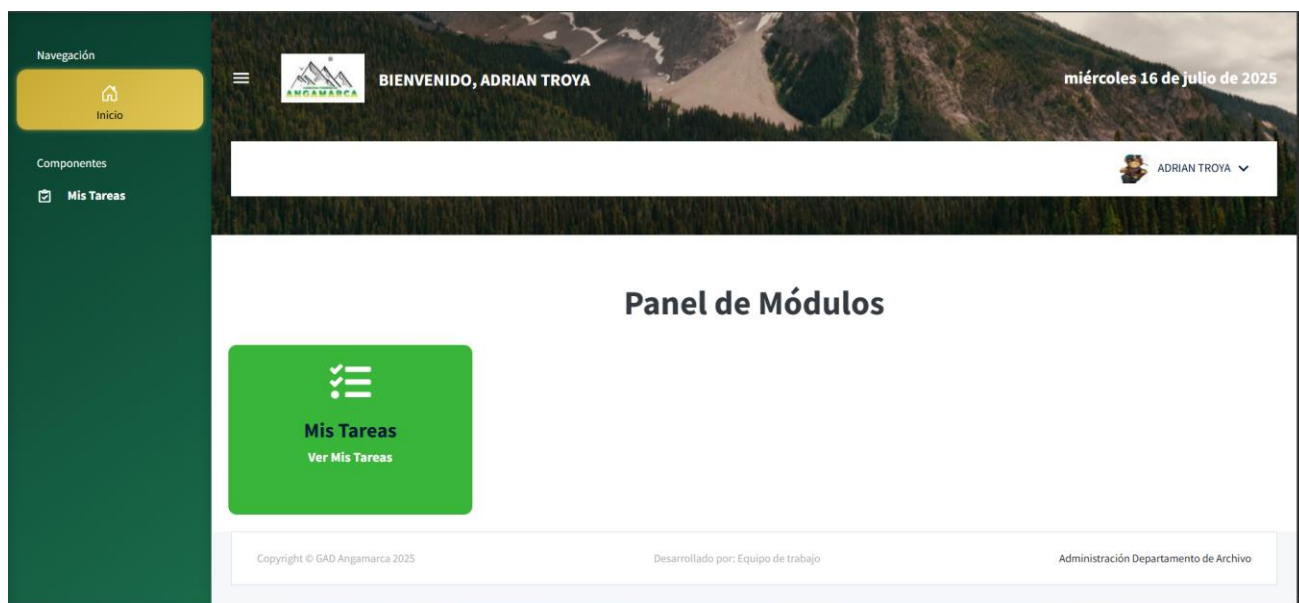 Navegación
Inicio
Componentes
Mis Tareas
ANGAMARCA
BIENVENIDO, ADRIAN TROYA
miércoles 16 de julio de 2025
ADRIAN TROYA
Panel de Módulos
Mis Tareas
Ver Mis Tareas
Copyright © GAD Angamarca 2025
Desarrollado por: Equipo de trabajo
Administración Departamento de Archivo